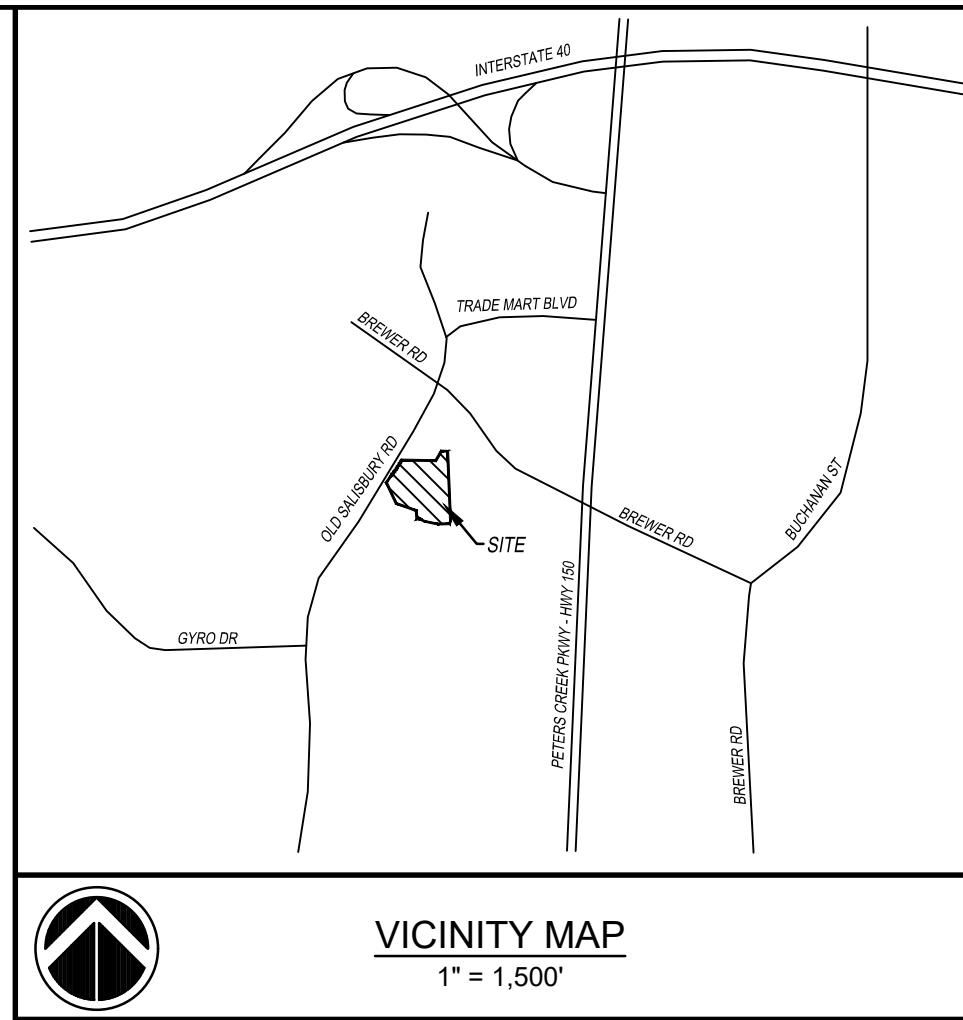 INTERSTATE 40
TRADE MART BLVD
BREWER RD
OLD SALISBURY RD
SITE
BREWER RD
BUCHANAN ST
PETERS CREEK PKWY - HWY 150
GYRO DR
BREWER RD
VICINITY MAP
1" = 1,500'